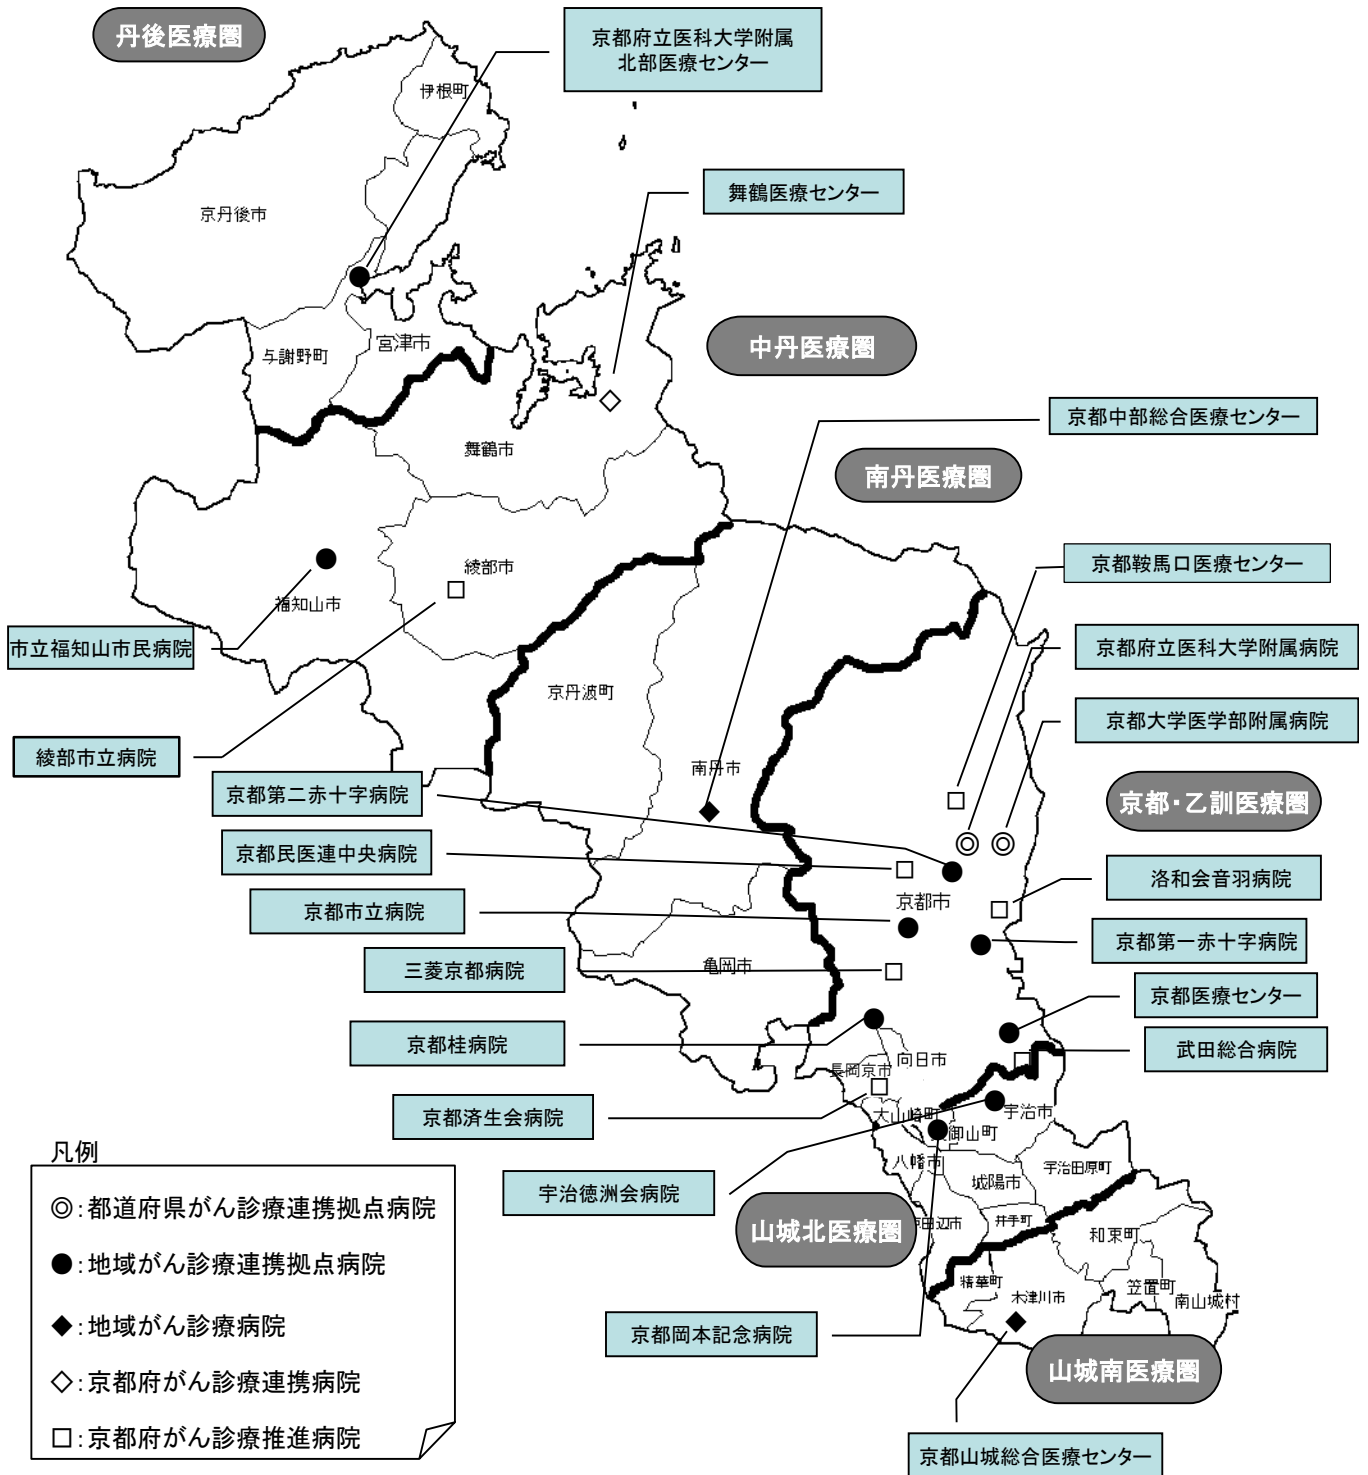 丹後医療圏
京都府立医科大学附属
北部医療センター
伊根町
舞鶴医療センター
京丹後市
中丹医療圏
宮津市
与謝野町
京都中部総合医療センター
舞鶴市
南丹医療圏
京都鞍馬口医療センター
綾部市
福知山市
市立福知山市民病院
京都府立医科大学附属病院
京丹波町
京都大学医学部附属病院
綾部市立病院
南丹市
京都第二赤十字病院
京都・乙訓医療圏
京都民医連中央病院
洛和会音羽病院
京都市
京都市立病院
京都第一赤十字病院
三菱京都病院
亀岡市
京都医療センター
京都桂病院
向日市
武田総合病院
長岡京市
京都済生会病院
大山崎町
宇治市
御山町
八幡市
宇治田原町
城陽市
宇治徳洲会病院
田辺市
井手町
山城北医療圏
和束町
精華町
木津川市
笠置町
南山城村
京都岡本記念病院
山城南医療圏
京都山城総合医療センター
凡例
◎:都道府県がん診療連携拠点病院
●:地域がん診療連携拠点病院
◆:地域がん診療病院
◇:京都府がん診療連携病院
□:京都府がん診療推進病院